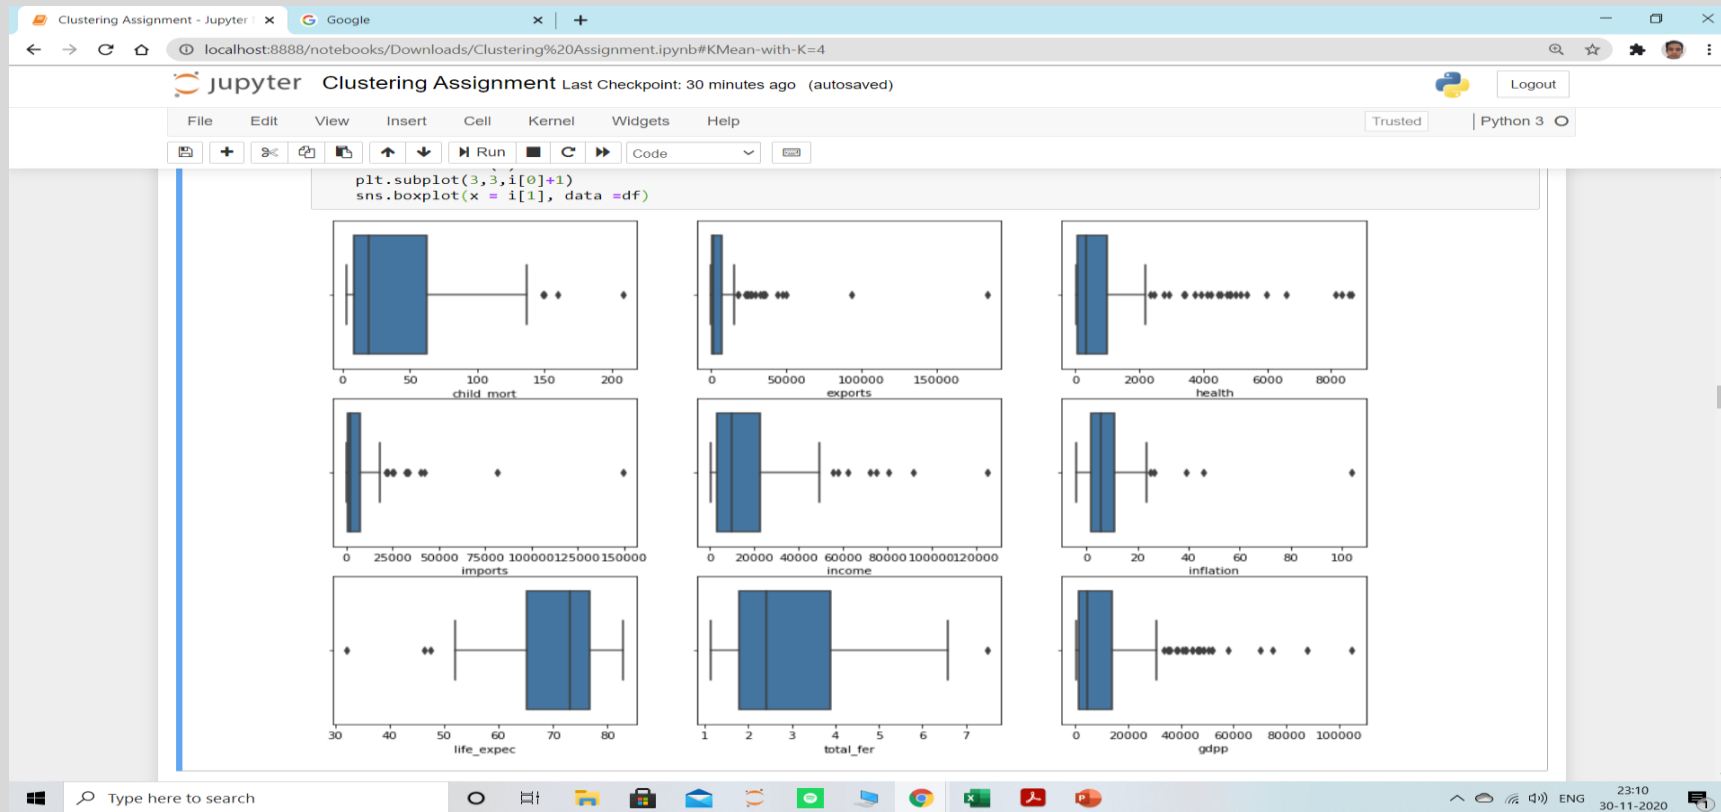 Clustering Assignment - Jupyter
Google
localhost:8888/notebooks/Downloads/Clustering%20Assignment.ipynb#KMean-with-K=4
jupyter Clustering Assignment Last Checkpoint: 30 minutes ago (autosaved)
Logout
File Edit View Insert Cell Kernel Widgets Help
Trusted
Python 3
Run
Code
plt.subplot(3,3,i[0]+1)
sns.boxplot(x = i[1], data =df)
0 50 100 150 200
child_mort
0 50000 100000 150000
exports
0 2000 4000 6000 8000
health
0 25000 50000 75000 100000 125000 150000
imports
0 20000 40000 60000 80000 100000 120000
income
0 20 40 60 80 100
inflation
30 40 50 60 70 80
life_expec
1 2 3 4 5 6 7
total_fer
0 20000 40000 60000 80000 100000
gdpp
Type here to search
ENG
23:10
30-11-2020
1